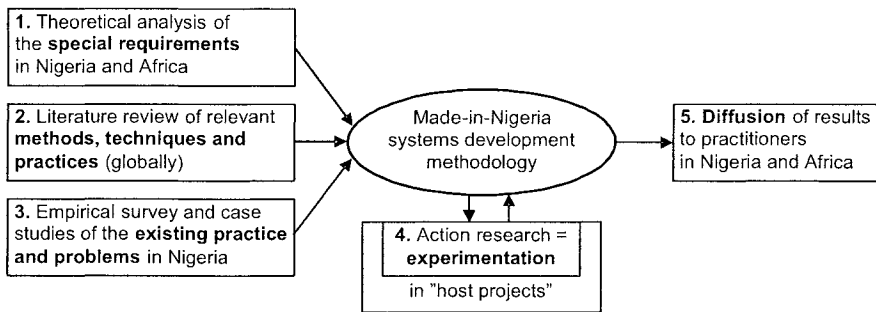 1. Theoretical analysis of
the special requirements
in Nigeria and Africa
2. Literature review of relevant
methods, techniques and
practices (globally)
3. Empirical survey and case
studies of the existing practice
and problems in Nigeria
Made-in-Nigeria
systems development
methodology
4. Action research =
experimentation
in "host projects"
5. Diffusion of results
to practitioners
in Nigeria and Africa